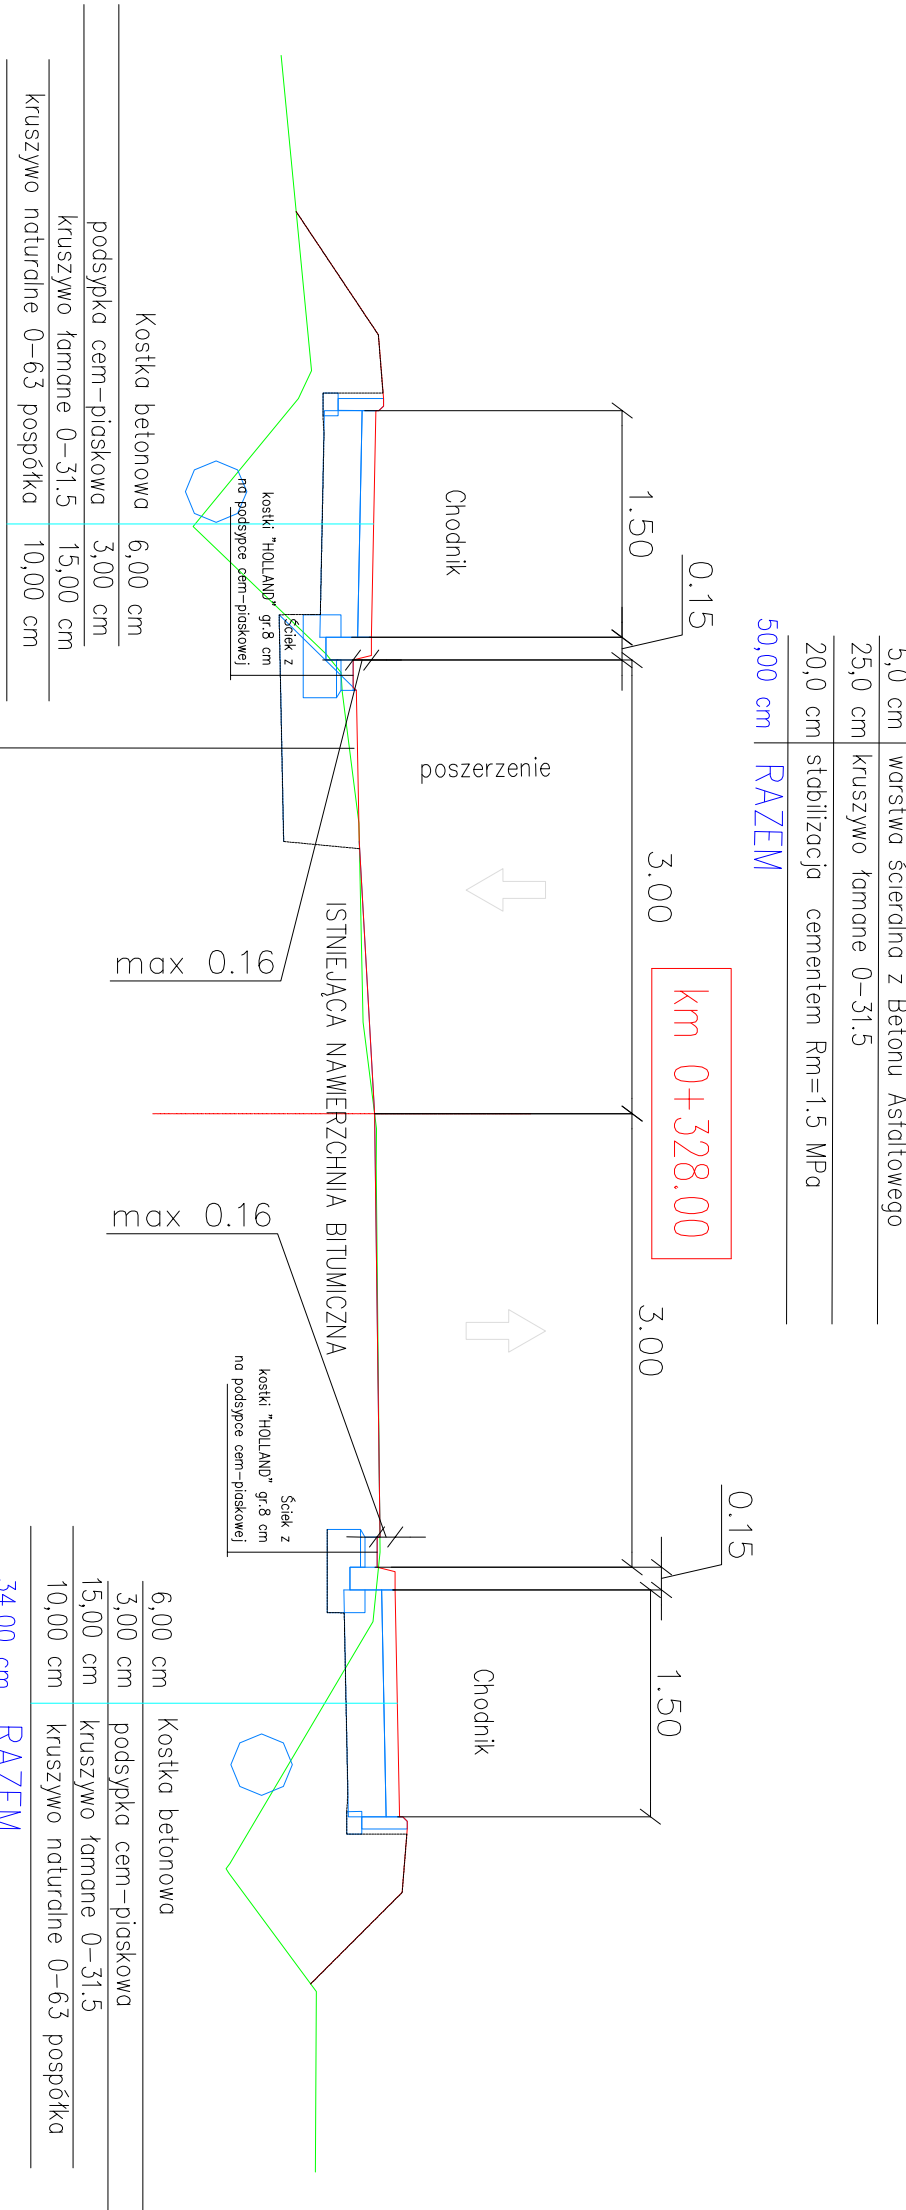 5,0 cm warstwa ścieralna z Betonu Asfaltowego
25,0 cm kruszywo łamane 0-31.5
20,0 cm stabilizacja cementem Rm=1.5 MPa
50,00 cm RAZEM
0.15
0.15
km 0+328.00
1.50
3.00
3.00
1.50
Chodnik
poszerzenie
Chodnik
ISTNIEJĄCA NAWIERZCHNIA BITUMICZNA
Ściek z
kostki "HOLLAND" gr.8 cm
na podsypce cem-piaskowej
Ściek z
kostki "HOLLAND" gr.8 cm
na podsypce cem-piaskowej
max 0.16
max 0.16
Kostka betonowa 6,00 cm
podsypka cem-piaskowa 3,00 cm
kruszywo łamane 0-31.5 15,00 cm
kruszywo naturalne 0-63 pospółka 10,00 cm
6,00 cm Kostka betonowa
3,00 cm podsypka cem-piaskowa
15,00 cm kruszywo łamane 0-31.5
10,00 cm kruszywo naturalne 0-63 pospółka
34,00 cm RAZEM